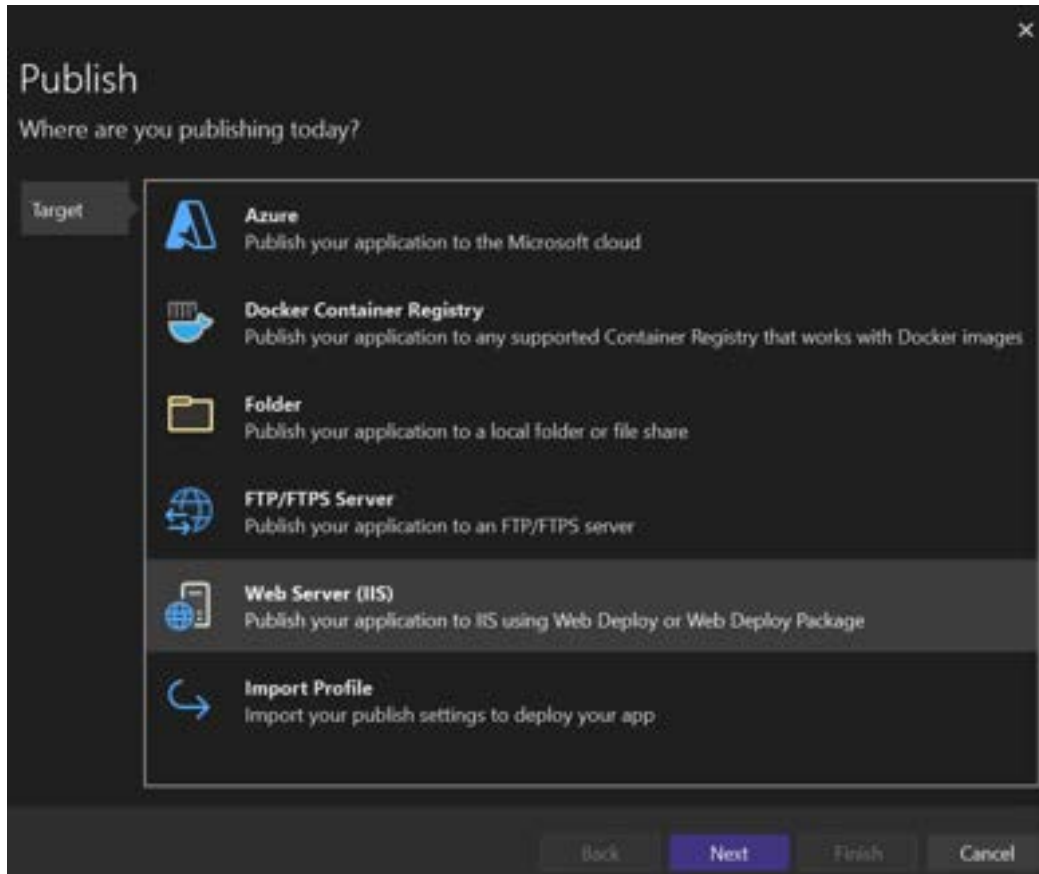 Publish
Where are you publishing today?
Target
Azure
Publish your application to the Microsoft cloud
Docker Container Registry
Publish your application to any supported Container Registry that works with Docker images
Folder
Publish your application to a local folder or file share
FTP/FTPS Server
Publish your application to an FTP/FTPS server
Web Server (IIS)
Publish your application to IIS using Web Deploy or Web Deploy Package
Import Profile
Import your publish settings to deploy your app
Back
Next
Finish
Cancel